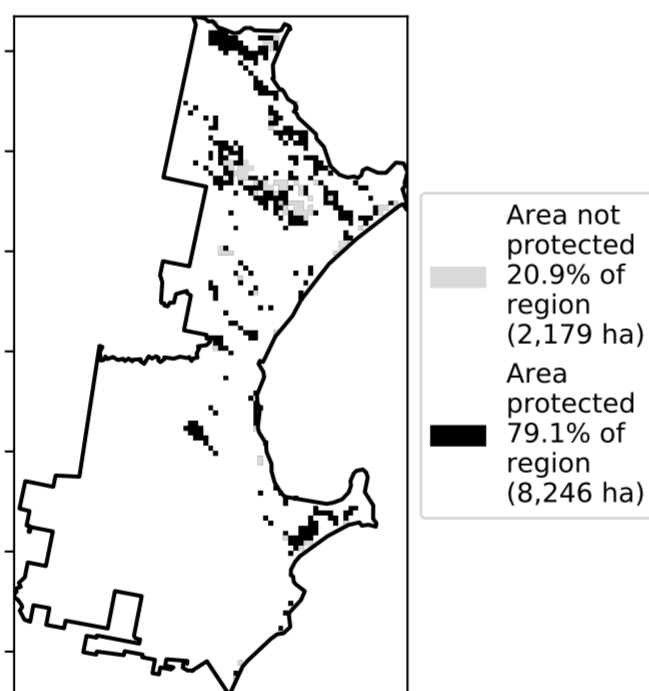 Area not
protected
20.9% of
region
(2,179 ha)
Area
protected
79.1% of
region
(8,246 ha)